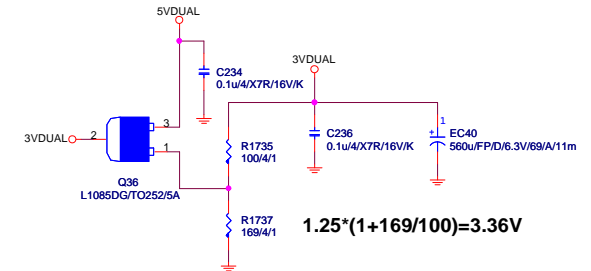 5VDUAL
C234
0.1u/4/X7R/16V/K
3VDUAL
3VDUAL
2
3
1
Q36
L1085DG/TO252/5A
R1735
100/4/1
C236
0.1u/4/X7R/16V/K
1
+
EC40
560u/FP/D/6.3V/69/A/11m
R1737
169/4/1
1.25*(1+169/100)=3.36V